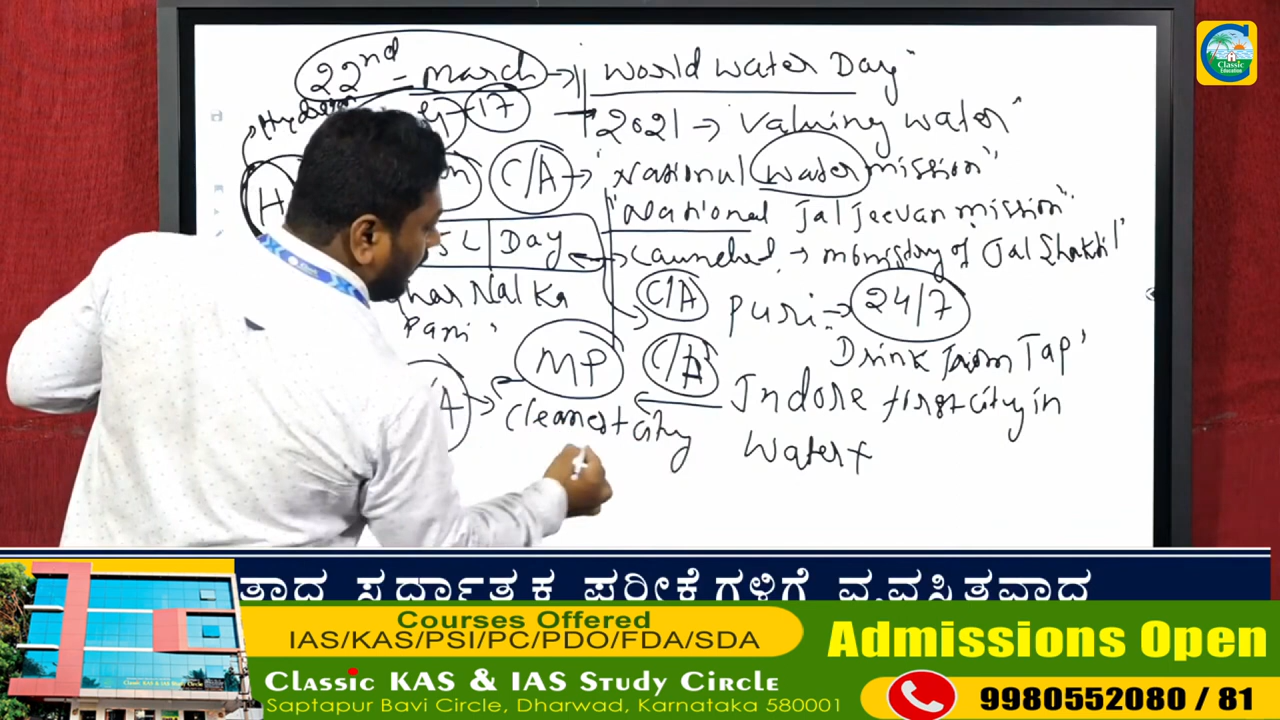 22nd - march → "World Water Day"
17 → "2021 → Valuing water"
C/A → "National water mission"
"National Jal Jeevan mission"
Day Launched → ministry of Jal Shakti'
Nal Ka C/A Puri → 24/7
Pani' Drink from Tap'
MP C/A Indore first city in
cleanest city Water+
Classic
Education
ಸ್ಪರ್ಧಾತ್ಮಕ ಪರೀಕ್ಷೆಗಳಿಗೆ ವ್ಯವಸ್ಥಿತವಾದ
Courses Offered
IAS/KAS/PSI/PC/PDO/FDA/SDA
Admissions Open
Classic KAS & IAS Study Circle
Saptapur Bavi Circle, Dharwad, Karnataka 580001
9980552080 / 81